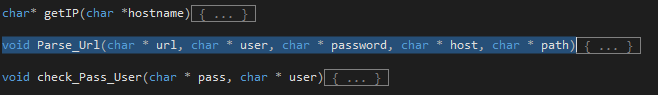 char* getIP(char *hostname){ ... }
void Parse_Url(char * url, char * user, char * password, char * host, char * path){ ... }
void check_Pass_User(char * pass, char * user){ ... }